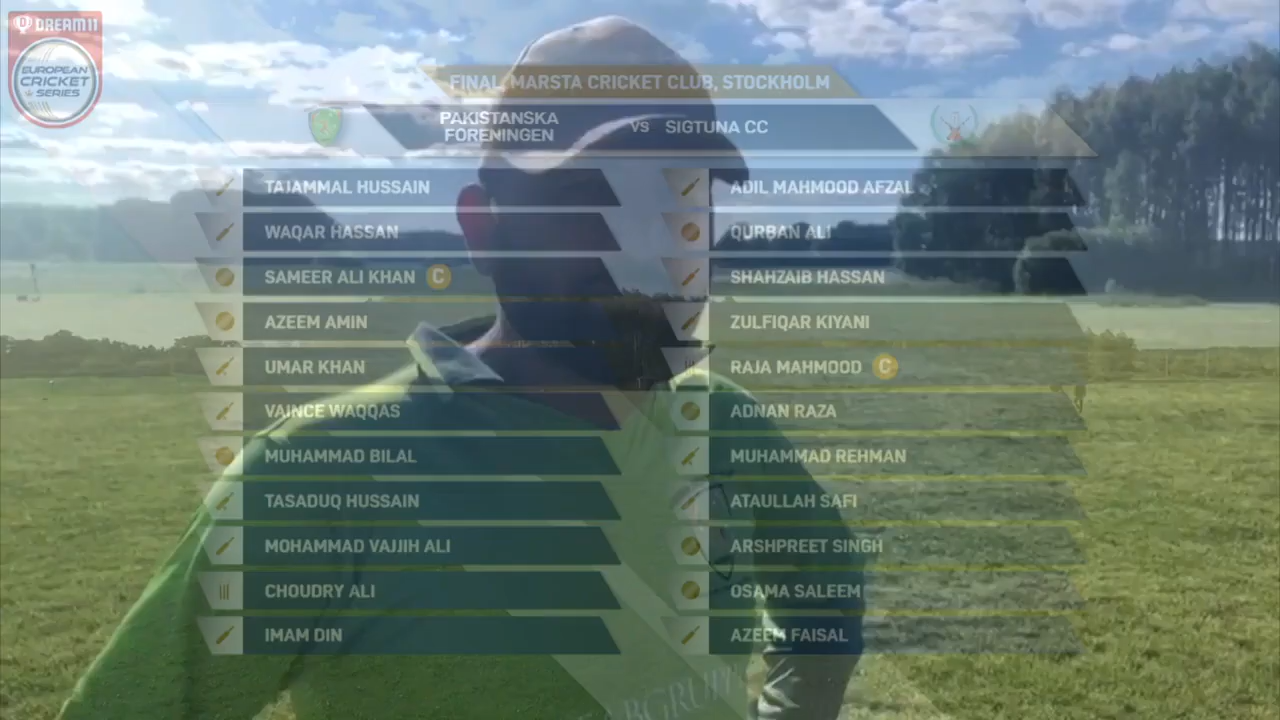 DREAM11
EUROPEAN
CRICKET
SERIES
FINAL, MARSTA CRICKET CLUB, STOCKHOLM
PAKISTANSKA
FORENINGEN
VS SIGTUNA CC
TAJAMMAL HUSSAIN
ADIL MAHMOOD AFZAL
WAQAR HASSAN
QURBAN ALI
SAMEER ALI KHAN C
SHAHZAIB HASSAN
AZEEM AMIN
ZULFIQAR KIYANI
UMAR KHAN
RAJA MAHMOOD C
VAINCE WAQQAS
ADNAN RAZA
MUHAMMAD BILAL
MUHAMMAD REHMAN
TASADUQ HUSSAIN
ATAULLAH SAFI
MOHAMMAD VAJJIH ALI
ARSHPREET SINGH
CHOUDRY ALI
OSAMA SALEEM
IMAM DIN
AZEEM FAISAL